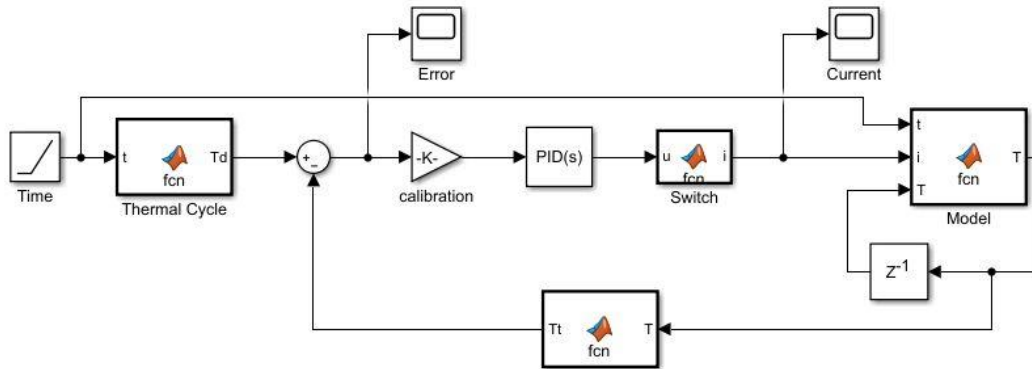 Error
Current
t
t
Td
+
−
-K-
PID(s)
u
i
i
T
fcn
fcn
fcn
T
Time
Thermal Cycle
calibration
Switch
Model
Z-1
Tt
T
fcn